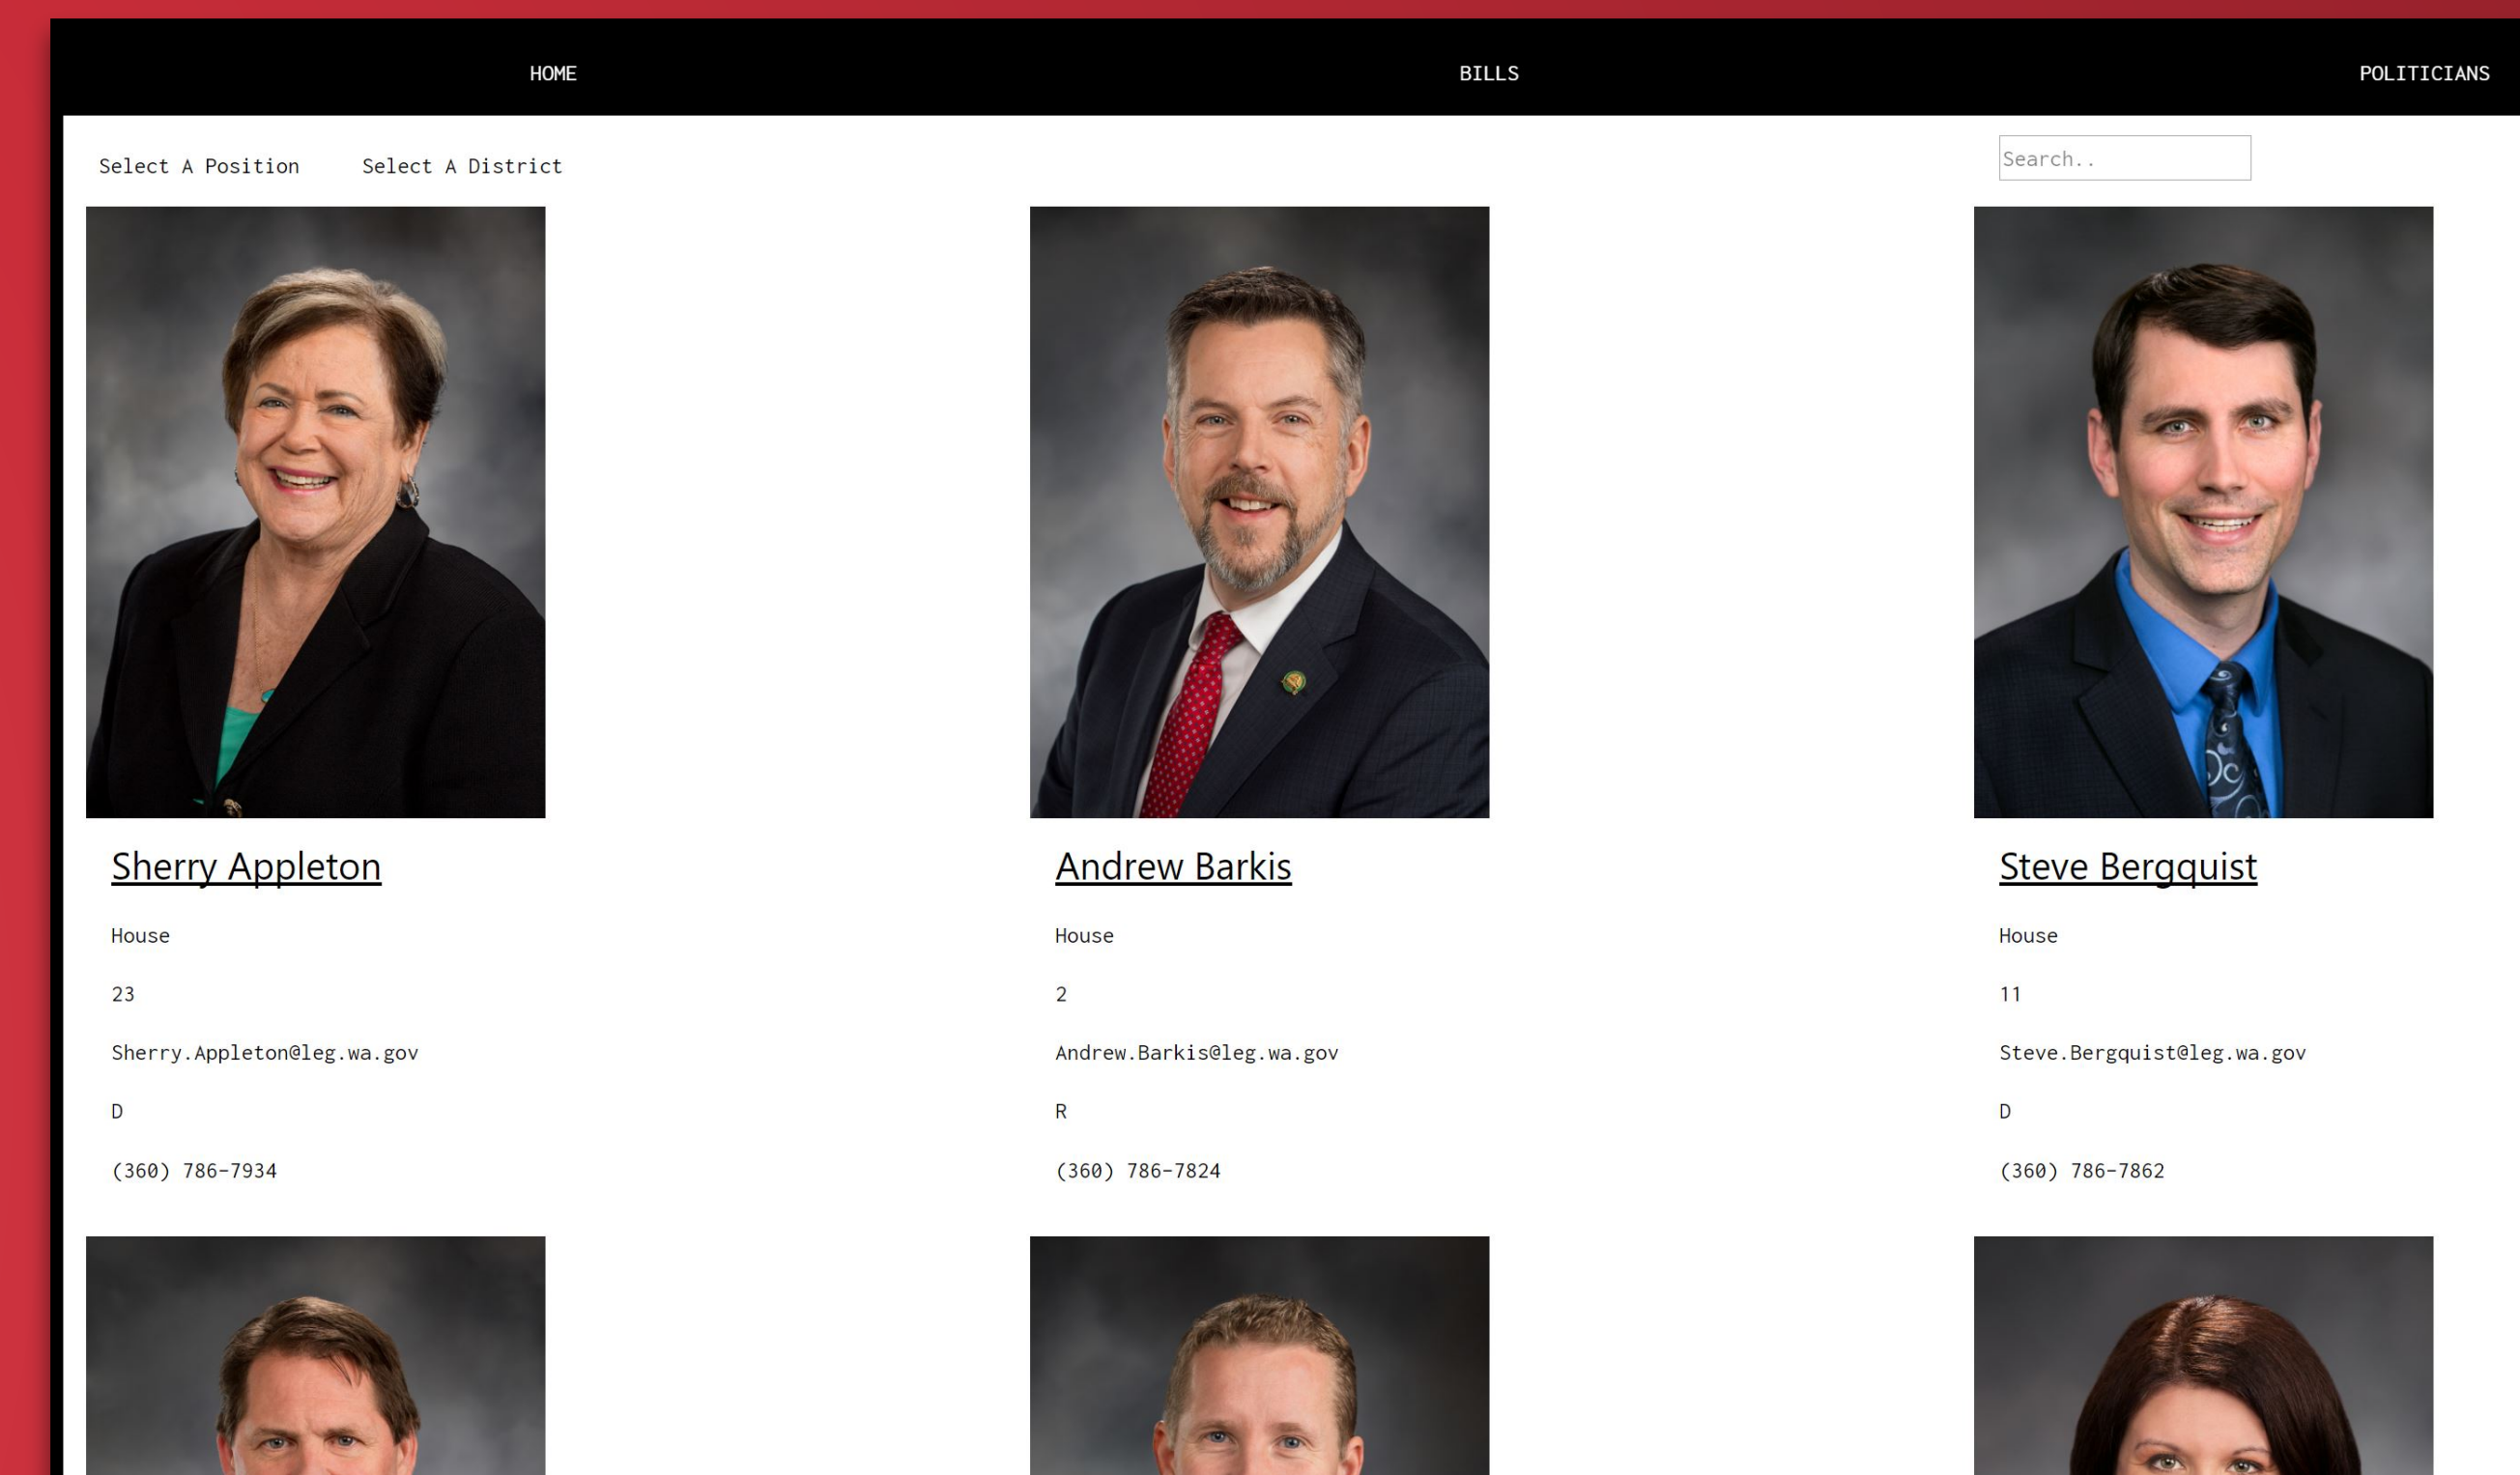 HOME BILLS POLITICIANS
Select A Position Select A District Search..
Sherry Appleton Andrew Barkis Steve Bergquist
House House House
23 2 11
Sherry.Appleton@leg.wa.gov Andrew.Barkis@leg.wa.gov Steve.Bergquist@leg.wa.gov
D R D
(360) 786-7934 (360) 786-7824 (360) 786-7862